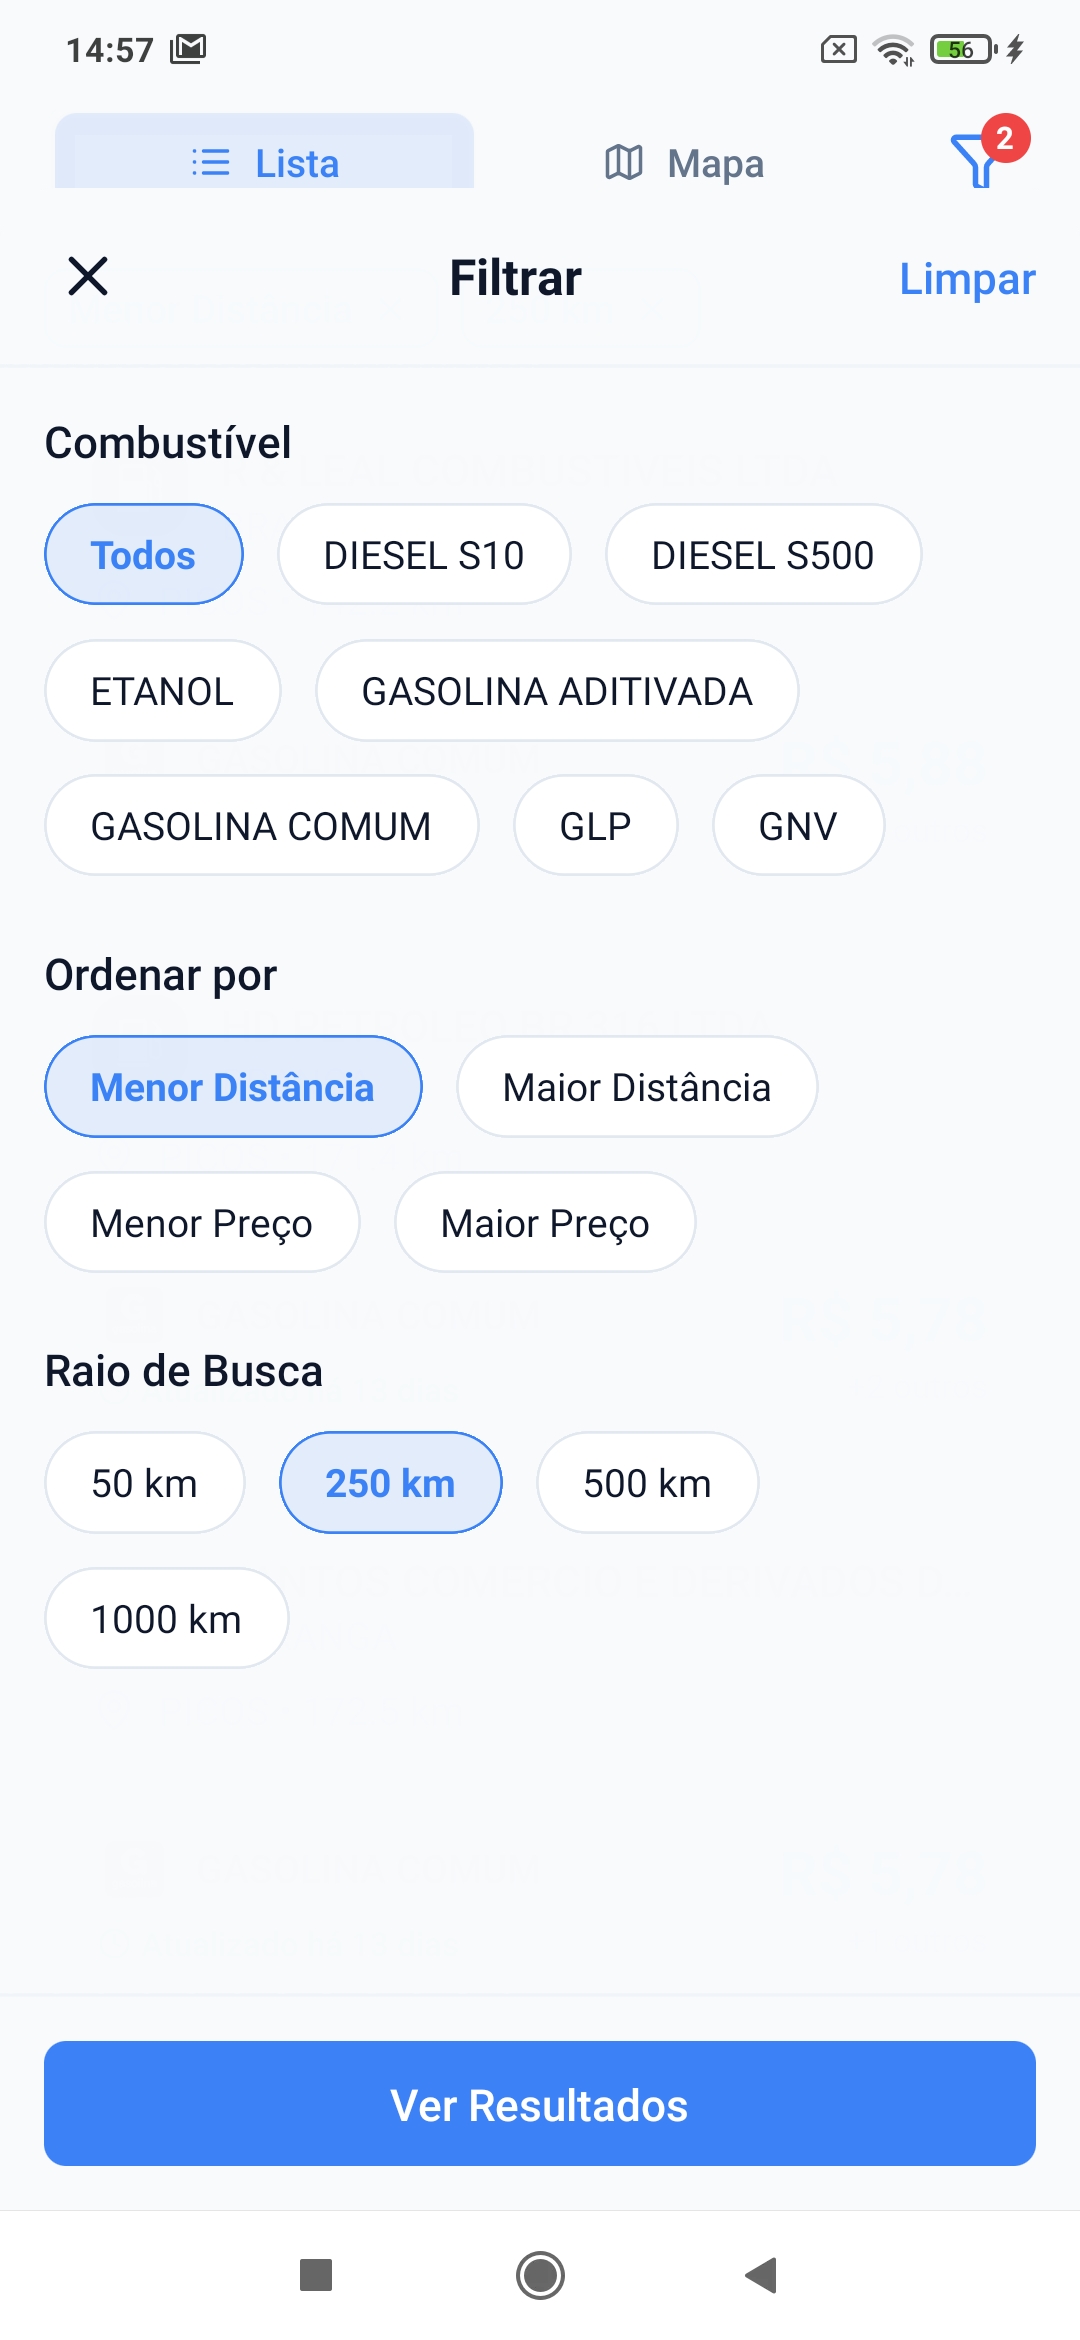 14:57
56
Lista
Mapa
2
Filtrar
Limpar
Combustível
Todos
DIESEL S10
DIESEL S500
ETANOL
GASOLINA ADITIVADA
GASOLINA COMUM
GLP
GNV
Ordenar por
Menor Distância
Maior Distância
Menor Preço
Maior Preço
Raio de Busca
50 km
250 km
500 km
1000 km
Ver Resultados